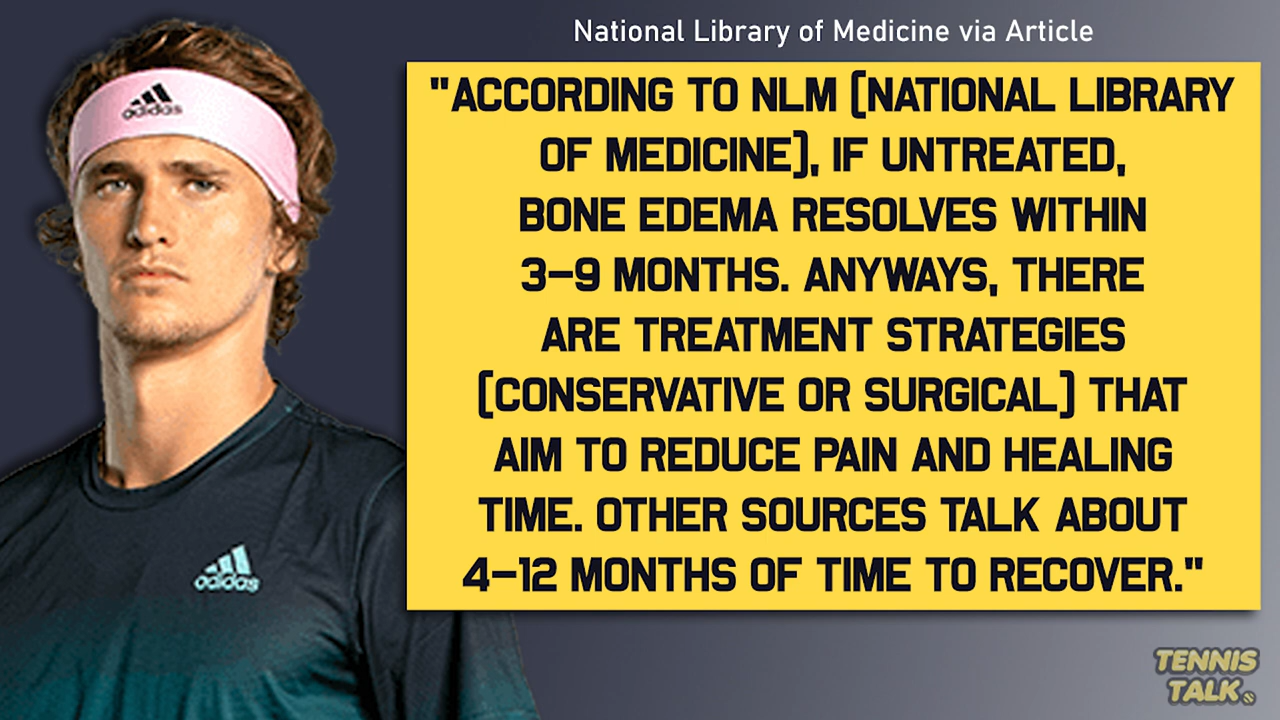 National Library of Medicine via Article
adidas
"ACCORDING TO NLM (NATIONAL LIBRARY
OF MEDICINE), IF UNTREATED,
BONE EDEMA RESOLVES WITHIN
3–9 MONTHS. ANYWAYS, THERE
ARE TREATMENT STRATEGIES
(CONSERVATIVE OR SURGICAL) THAT
AIM TO REDUCE PAIN AND HEALING
TIME. OTHER SOURCES TALK ABOUT
4–12 MONTHS OF TIME TO RECOVER."
adidas
TENNIS
TALK